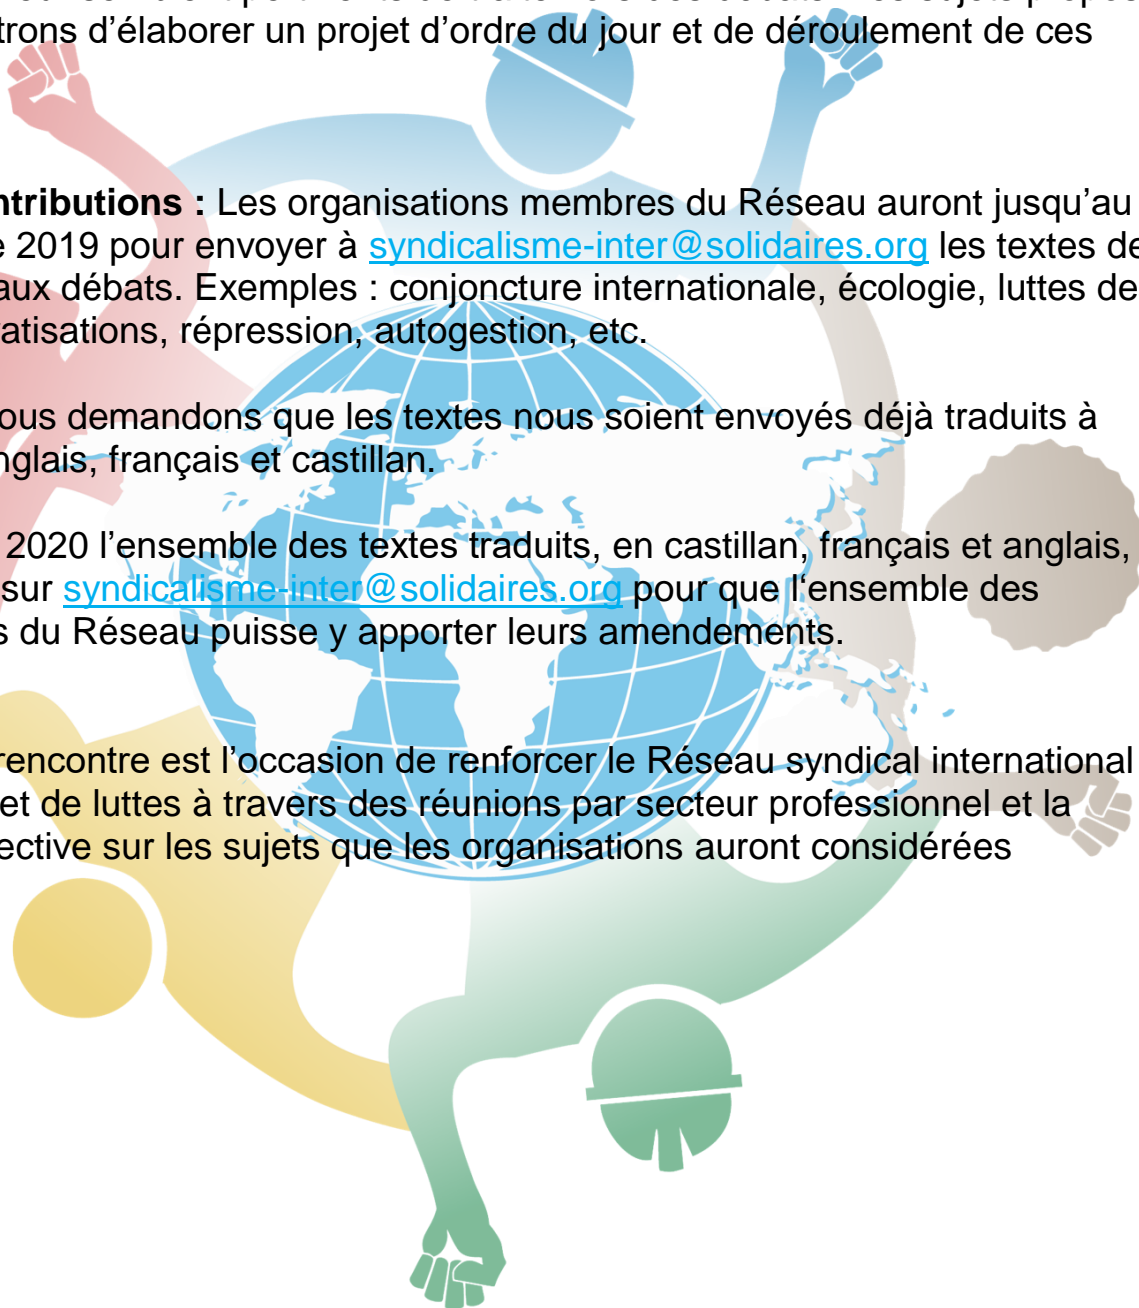 trons d’élaborer un projet d’ordre du jour et de déroulement de ces
ntributions : Les organisations membres du Réseau auront jusqu’au
e 2019 pour envoyer à syndicalisme-inter@solidaires.org les textes de
aux débats. Exemples : conjoncture internationale, écologie, luttes de
atisations, répression, autogestion, etc.
ous demandons que les textes nous soient envoyés déjà traduits à
nglais, français et castillan.
2020 l’ensemble des textes traduits, en castillan, français et anglais,
sur syndicalisme-inter@solidaires.org pour que l‘ensemble des
s du Réseau puisse y apporter leurs amendements.
rencontre est l’occasion de renforcer le Réseau syndical international
et de luttes à travers des réunions par secteur professionnel et la
ective sur les sujets que les organisations auront considérées